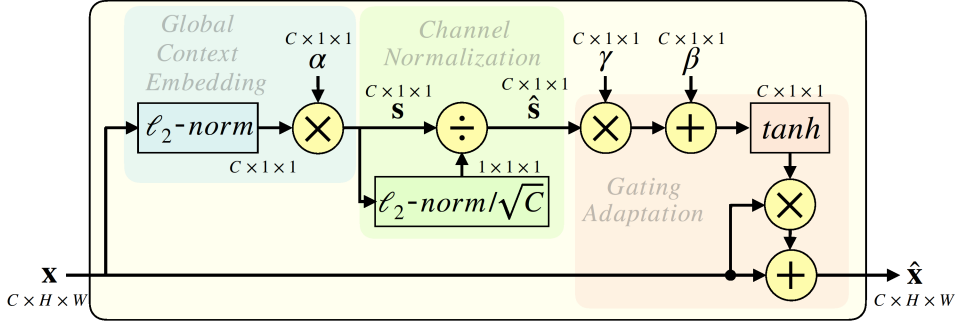 Global
Context
Embedding
C × 1 × 1
α
ℓ₂-norm
×
C × 1 × 1
Channel
Normalization
C × 1 × 1
s
÷
C × 1 × 1
ŝ
1 × 1 × 1
ℓ₂-norm/√C
C × 1 × 1
γ
×
C × 1 × 1
β
+
C × 1 × 1
tanh
Gating
Adaptation
×
+
x
C × H × W
x̂
C × H × W